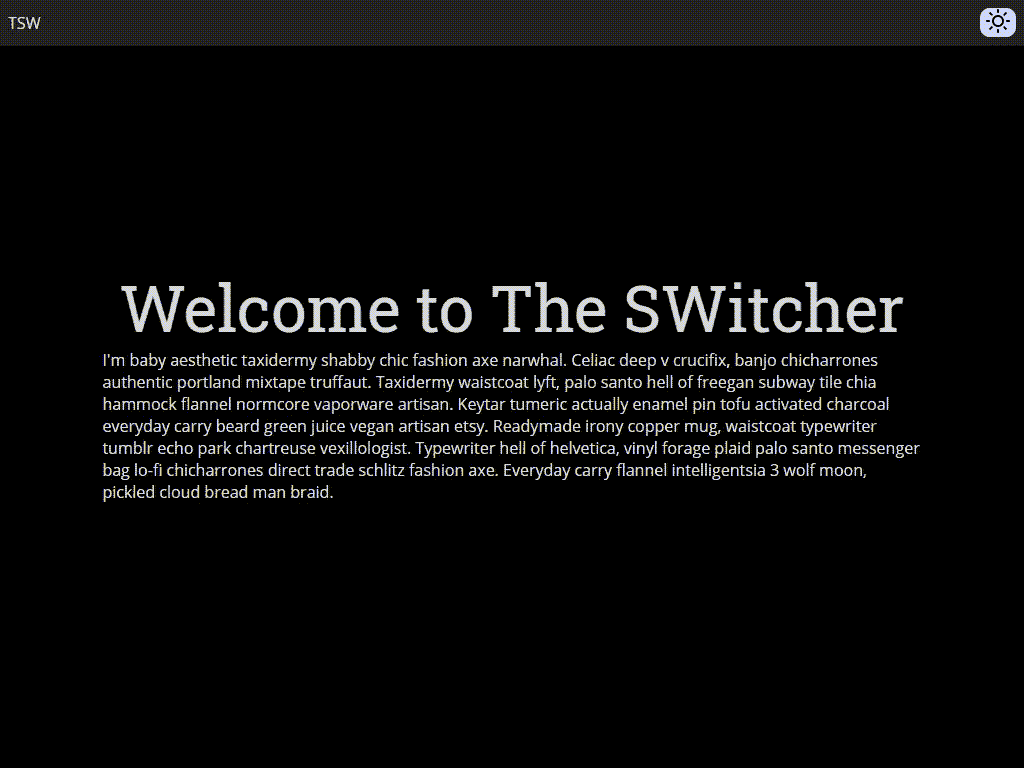 TSW
Welcome to The SWitcher
I'm baby aesthetic taxidermy shabby chic fashion axe narwhal. Celiac deep v crucifix, banjo chicharrones
authentic portland mixtape truffaut. Taxidermy waistcoat lyft, palo santo hell of freegan subway tile chia
hammock flannel normcore vaporware artisan. Keytar tumeric actually enamel pin tofu activated charcoal
everyday carry beard green juice vegan artisan etsy. Readymade irony copper mug, waistcoat typewriter
tumblr echo park chartreuse vexillologist. Typewriter hell of helvetica, vinyl forage plaid palo santo messenger
bag lo-fi chicharrones direct trade schlitz fashion axe. Everyday carry flannel intelligentsia 3 wolf moon,
pickled cloud bread man braid.